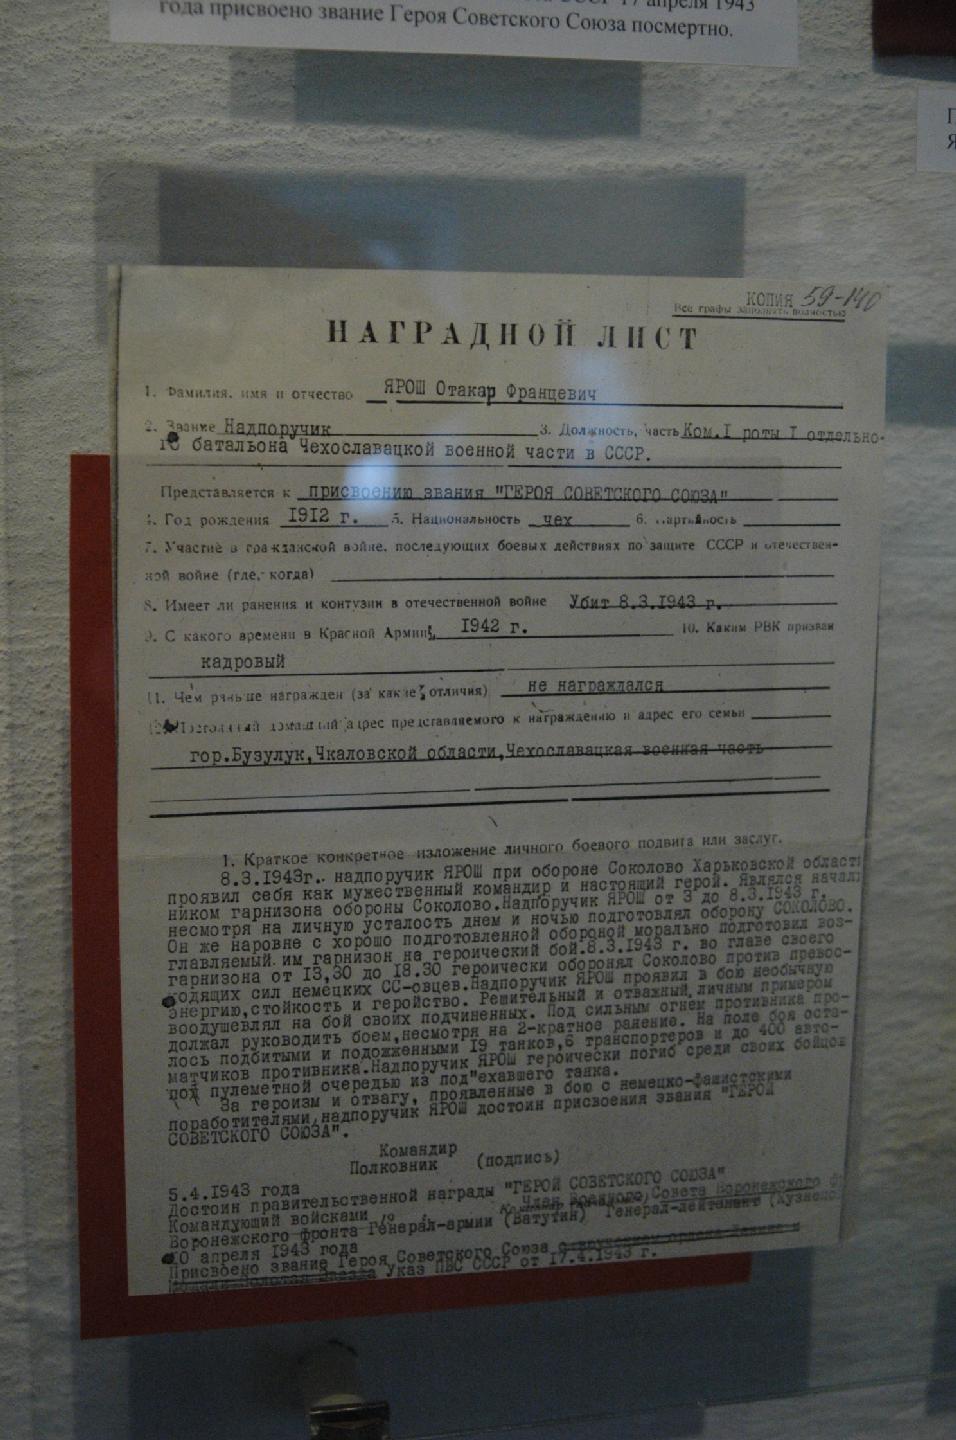 17 апреля 1943
года присвоено звание Героя Советского Союза посмертно.
КОПИЯ 59-140
Все графы заполнять полностью
НАГРАДНОЙ ЛИСТ
1. Фамилия, имя и отчество ЯРОШ Отакар Францевич
2. Звание Надпоручик 3. Должность, часть Ком.I роты I отдельно-
го батальона Чехославацкой военной части в СССР.
Представляется к присвоению звания "ГЕРОЯ СОВЕТСКОГО СОЮЗА"
4. Год рождения 1912 г. 5. Национальность чех 6. Партийность
7. Участие в гражданской войне, последующих боевых действиях по защите СССР и отечествен-
ной войне (где, когда)
8. Имеет ли ранения и контузии в отечественной войне Убит 8.3.1943 г.
9. С какого времени в Красной Армии 1942 г. 10. Каким РВК призван
кадровый
11. Чем раньше награжден (за какие отличия) не награждался
12. домашний адрес представляемого к награждению и адрес его семьи
гор.Бузулук,Чкаловской области,Чехославацкая военная часть
1. Краткое конкретное изложение личного боевого подвига или заслуг.
8.3.1943г.. надпоручик ЯРОШ при обороне Соколово Харьковской области
проявил себя как мужественный командир и настоящий герой. Являлся началь
ником гарнизона обороны Соколово.Надпоручик ЯРОШ от 3 до 8.3.1943 г.
несмотря на личную усталость днем и ночью подготовлял оборону СОКОЛОВО.
Он же наровне с хорошо подготовленной обороной морально подготовил воз-
главляемый им гарнизон на героический бой.8.3.1943 г. во главе своего
гарнизона от 13,30 до 18.30 героически оборонял Соколово против превос-
ходящих сил немецких СС-овцев.Надпоручик ЯРОШ проявил в бою необычную
энергию,стойкость и геройство. Решительный и отважный,личным примером
воодушевлял на бой своих подчиненных. Под сильным огнем противника про-
должал руководить боем,несмотря на 2-кратное ранение. На поле боя оста-
лось подбитыми и подожженными 19 танков,6 транспортеров и до 400 авто-
матчиков противника.Надпоручик ЯРОШ героически погиб среди своих бойцов
под пулеметной очередью из под"ехавшего танка.
За героизм и отвагу, проявленные в бою с немецко-фашистскими
поработителями,надпоручик ЯРОШ достоин присвоения звания "ГЕРОЙ
СОВЕТСКОГО СОЮЗА".
Командир
Полковник (подпись)
5.4.1943 года
Достоин правительственной награды "ГЕРОЙ СОВЕТСКОГО СОЮЗА"
Командующий войсками Член Военного Совета Воронежского
Воронежского фронта Генерал-армии (Ватутин) Генерал-лейтенант (Кузнецо
10 апреля 1943 года
Присвоено звание Героя Советского Союза с вручением ордена Ленина и
медали Золотая Звезда Указ ПВС СССР от 17.4.1943 г.